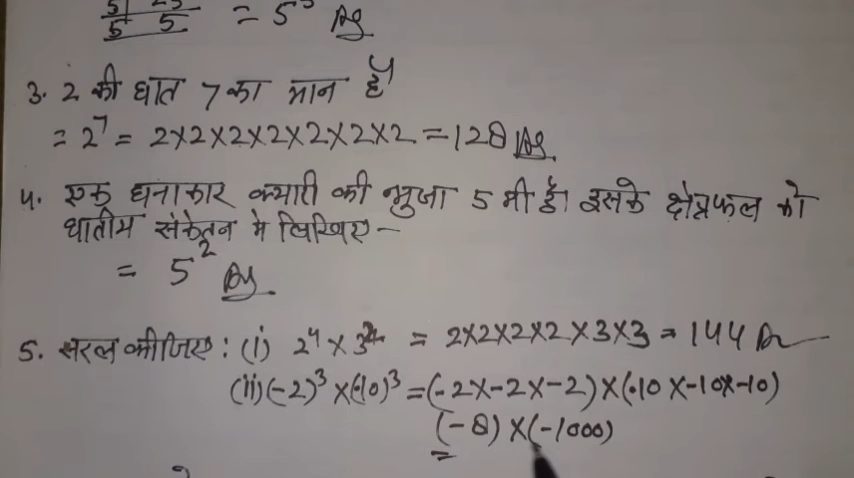 5 5 = 5³ Ans
3. 2 की घात 7 का मान है
= 2⁷ = 2×2×2×2×2×2×2 = 128 Ans
4. एक घनाकार क्यारी की भुजा 5 मी है। इसके क्षेत्रफल को
घातीय संकेतन मे लिखिए –
= 5² Ans
5. सरल कीजिए : (i) 2⁴ × 3² = 2×2×2×2×3×3 = 144 A
(ii) (-2)³ × (-10)³ = (-2×-2×-2)×(-10×-10×-10)
(-8)×(-1000)
=